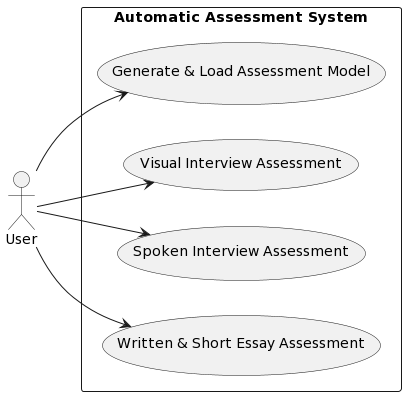 Automatic Assessment System
Generate & Load Assessment Model
Visual Interview Assessment
User
Spoken Interview Assessment
Written & Short Essay Assessment